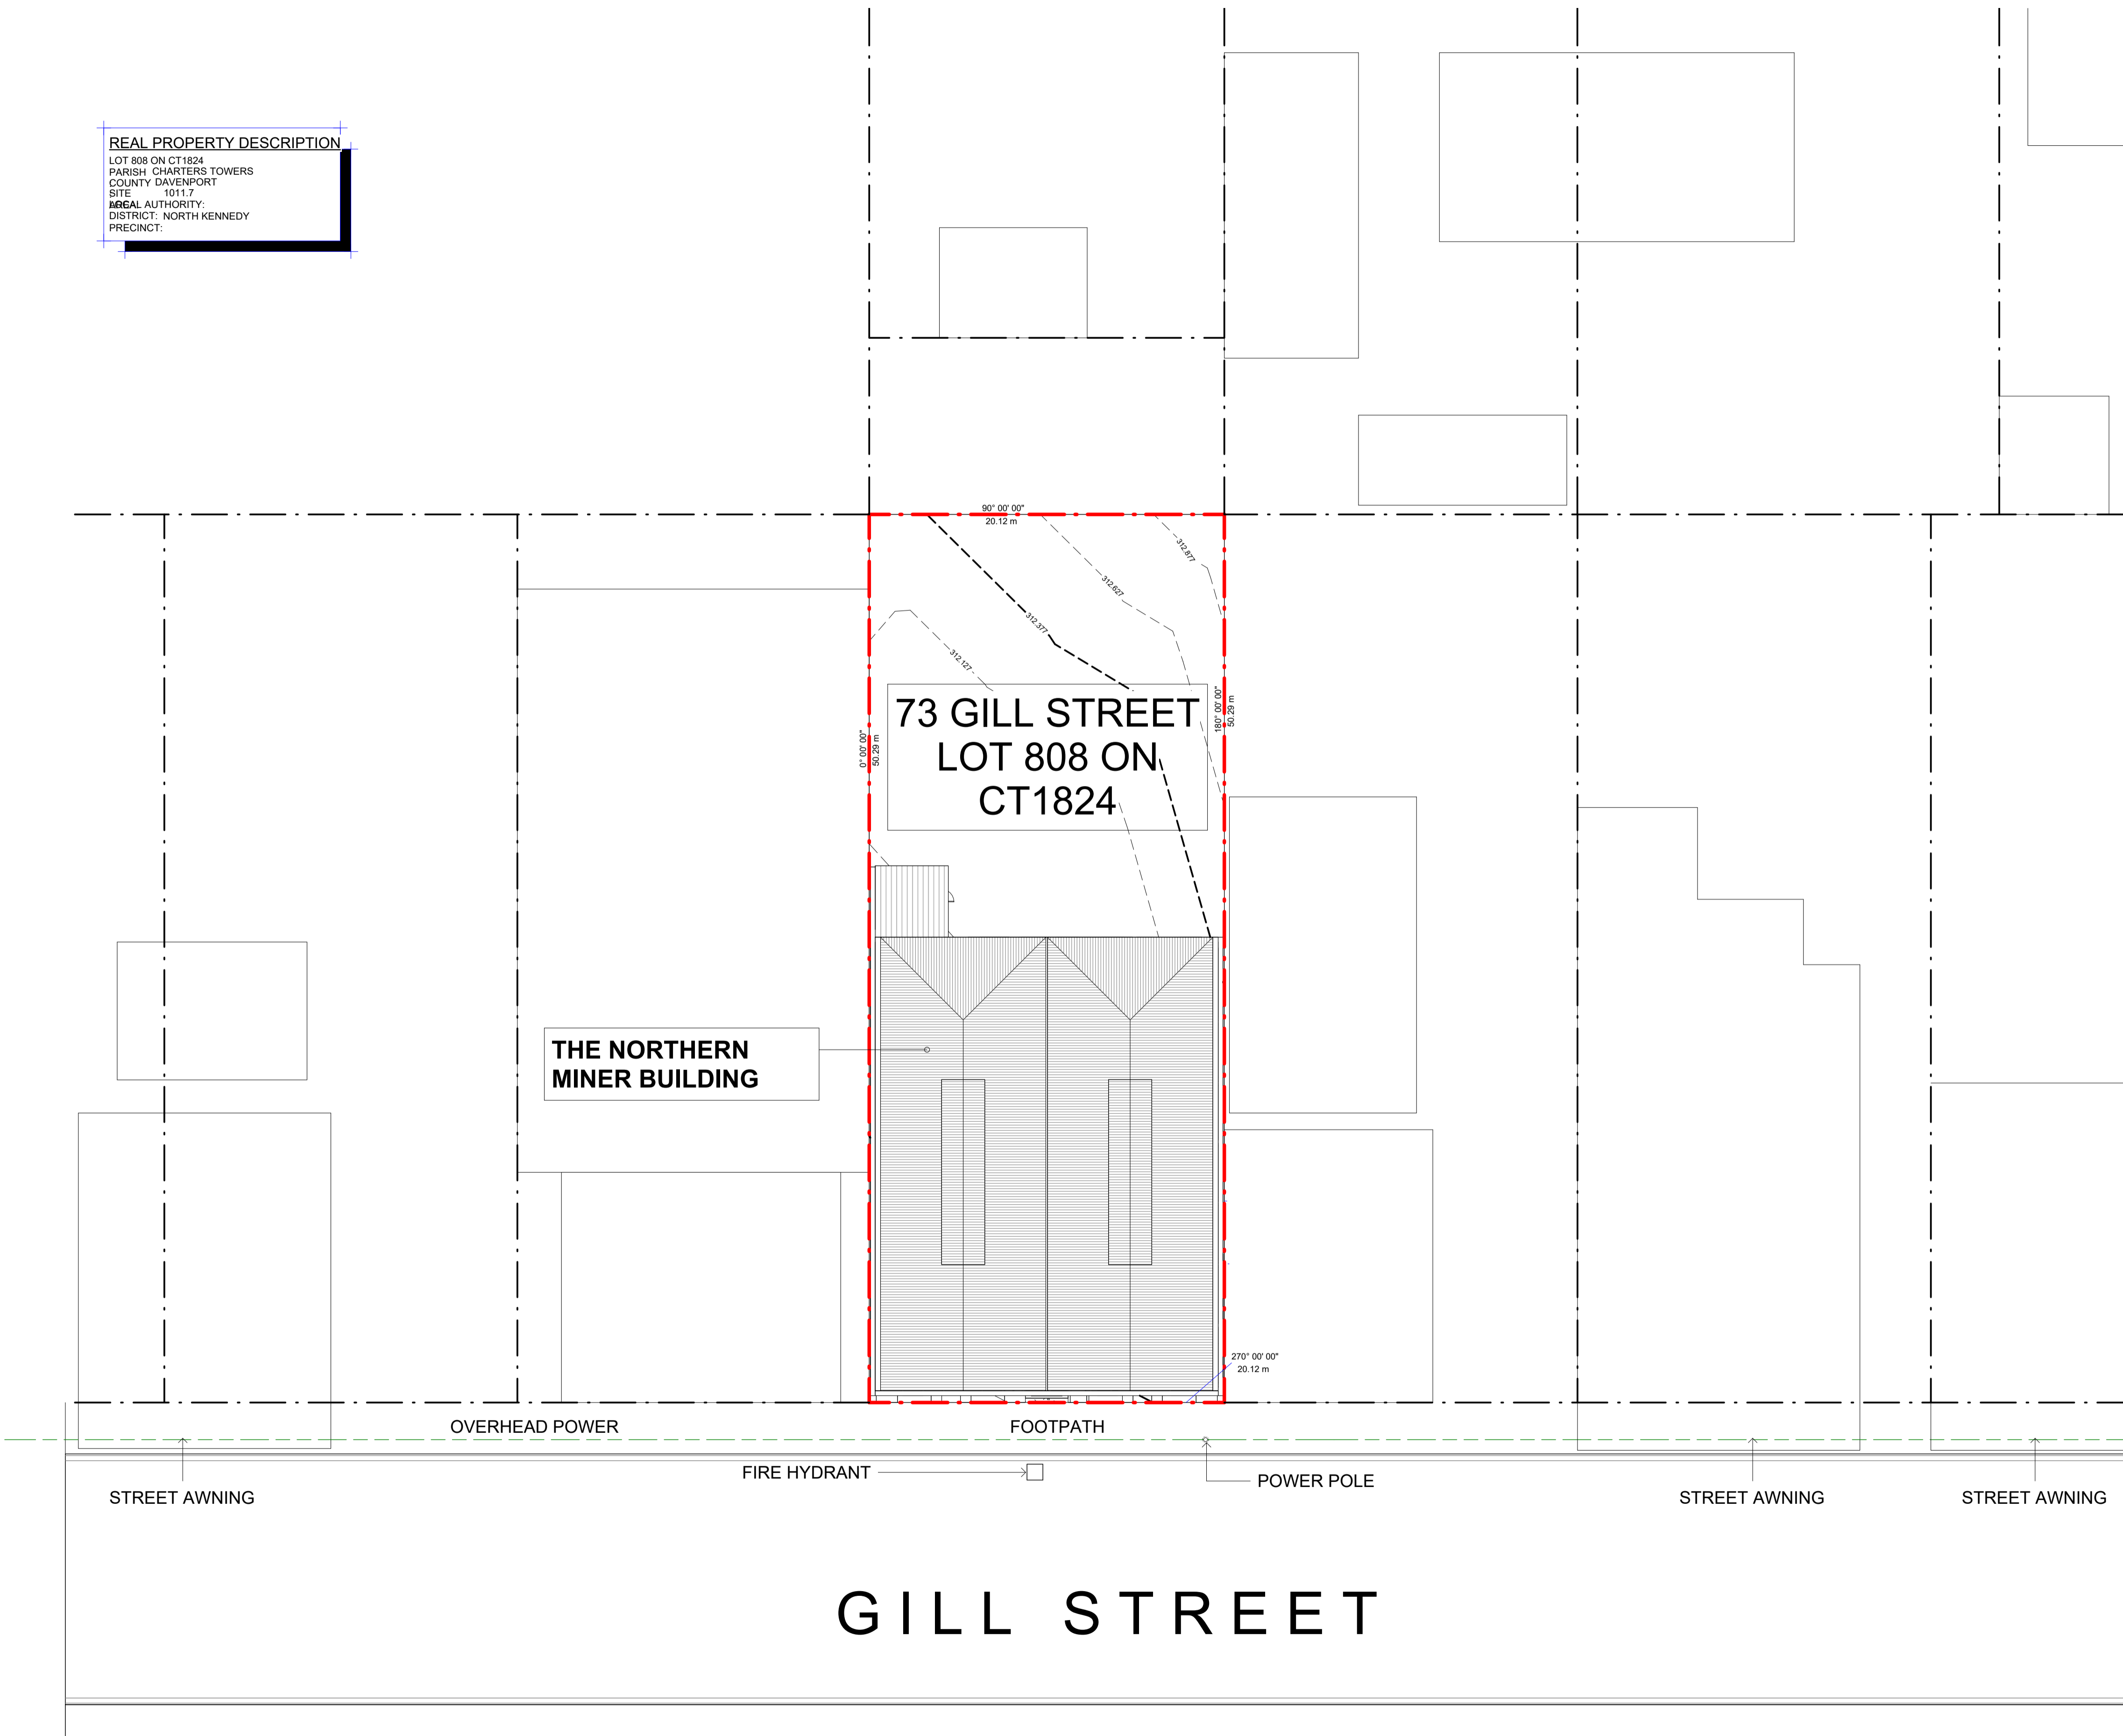 REAL PROPERTY DESCRIPTION
LOT 808 ON CT1824
PARISH CHARTERS TOWERS
COUNTY DAVENPORT
SITE 1011.7
LOCAL AUTHORITY:
DISTRICT: NORTH KENNEDY
PRECINCT:
90° 00' 00"
20.12 m
312.877
312.627
312.377
312.127
73 GILL STREET
LOT 808 ON
CT1824
0° 00' 00"
50.29 m
180° 00' 00"
50.29 m
THE NORTHERN
MINER BUILDING
270° 00' 00"
20.12 m
OVERHEAD POWER
FOOTPATH
FIRE HYDRANT
POWER POLE
STREET AWNING
STREET AWNING
STREET AWNING
GILL STREET